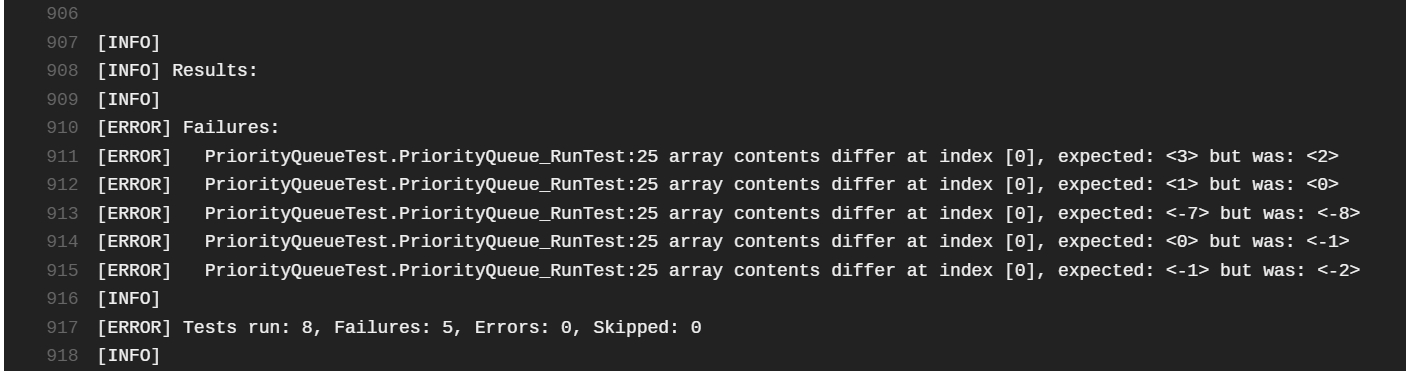 906
907 [INFO]
908 [INFO] Results:
909 [INFO]
910 [ERROR] Failures:
911 [ERROR]   PriorityQueueTest.PriorityQueue_RunTest:25 array contents differ at index [0], expected: <3> but was: <2>
912 [ERROR]   PriorityQueueTest.PriorityQueue_RunTest:25 array contents differ at index [0], expected: <1> but was: <0>
913 [ERROR]   PriorityQueueTest.PriorityQueue_RunTest:25 array contents differ at index [0], expected: <-7> but was: <-8>
914 [ERROR]   PriorityQueueTest.PriorityQueue_RunTest:25 array contents differ at index [0], expected: <0> but was: <-1>
915 [ERROR]   PriorityQueueTest.PriorityQueue_RunTest:25 array contents differ at index [0], expected: <-1> but was: <-2>
916 [INFO]
917 [ERROR] Tests run: 8, Failures: 5, Errors: 0, Skipped: 0
918 [INFO]